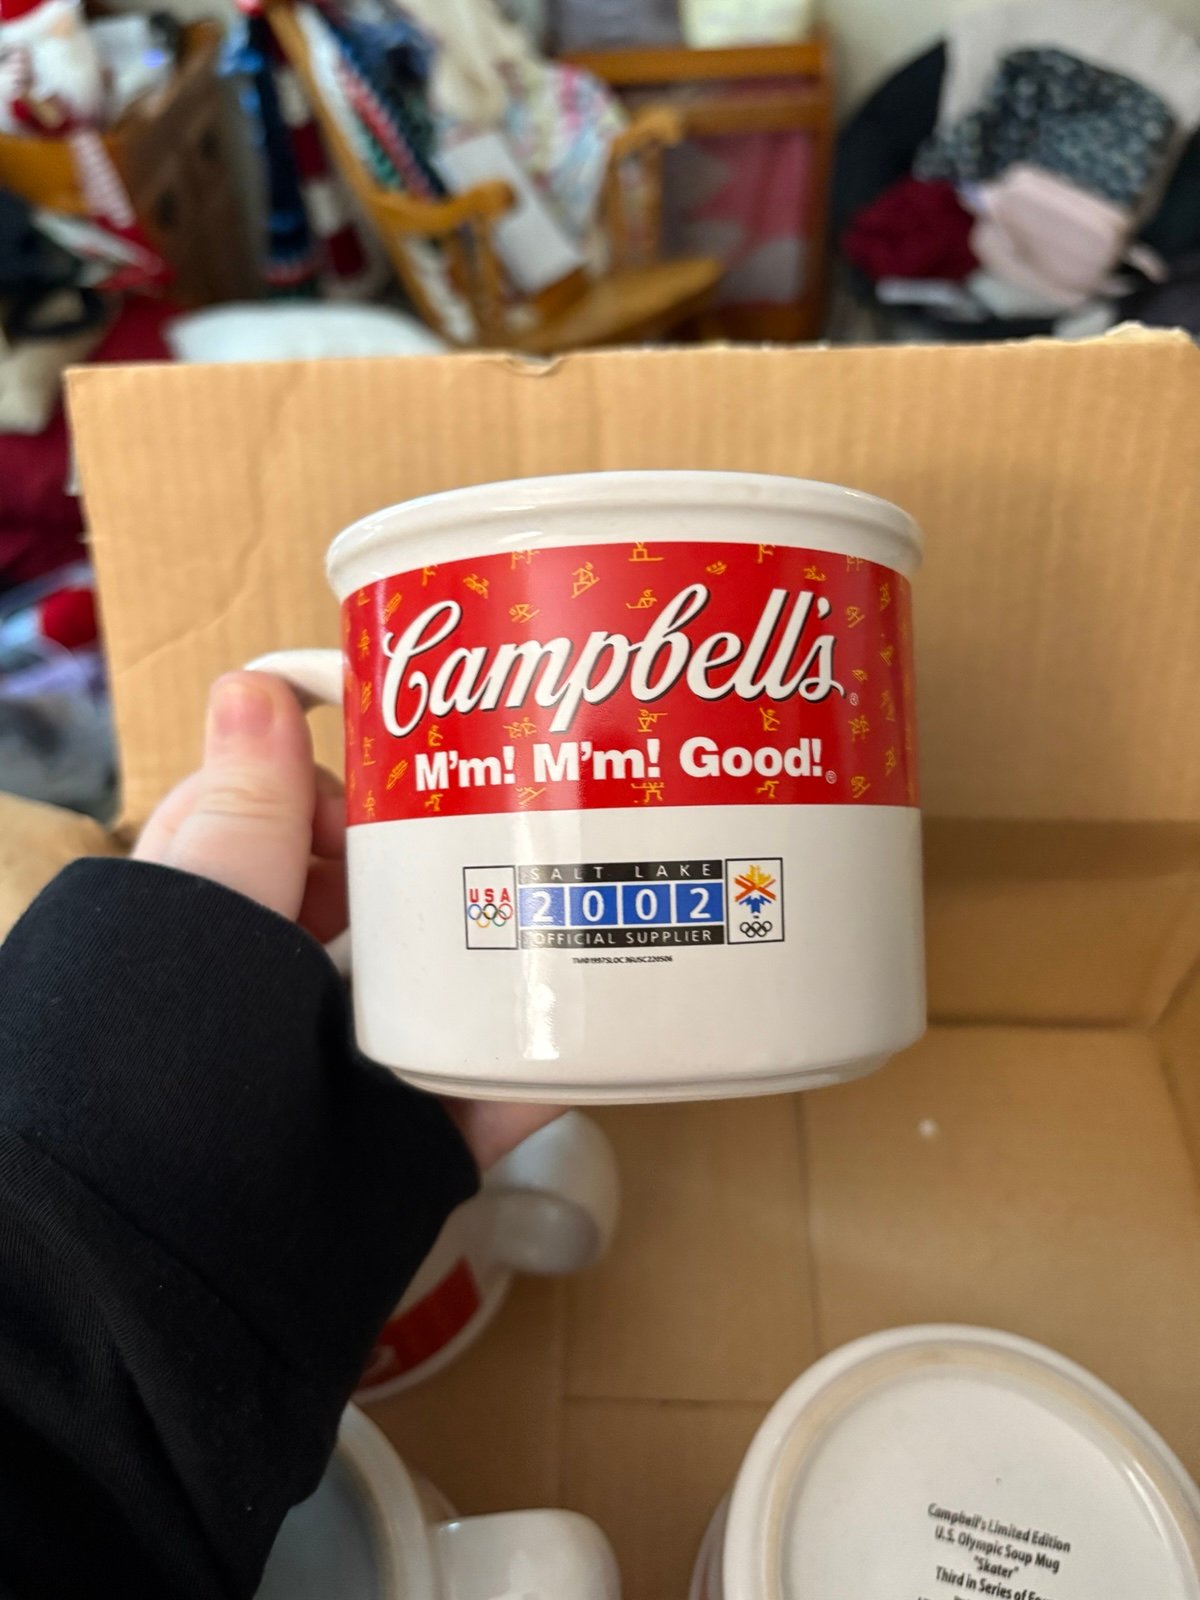 Campbell's®
M'm! M'm! Good!®
SALT LAKE
USA 2002
OFFICIAL SUPPLIER
Campbell's Limited Edition
U.S. Olympic Soup Mug
"Skater"
Third in Series of